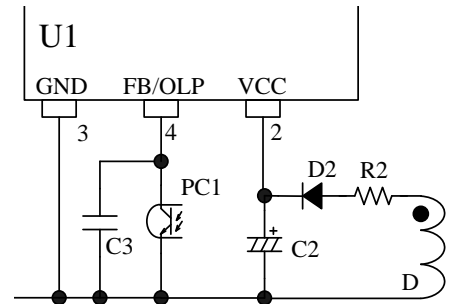 U1
GND FB/OLP VCC
3 4 2
D2 R2
PC1
C3 + C2
D